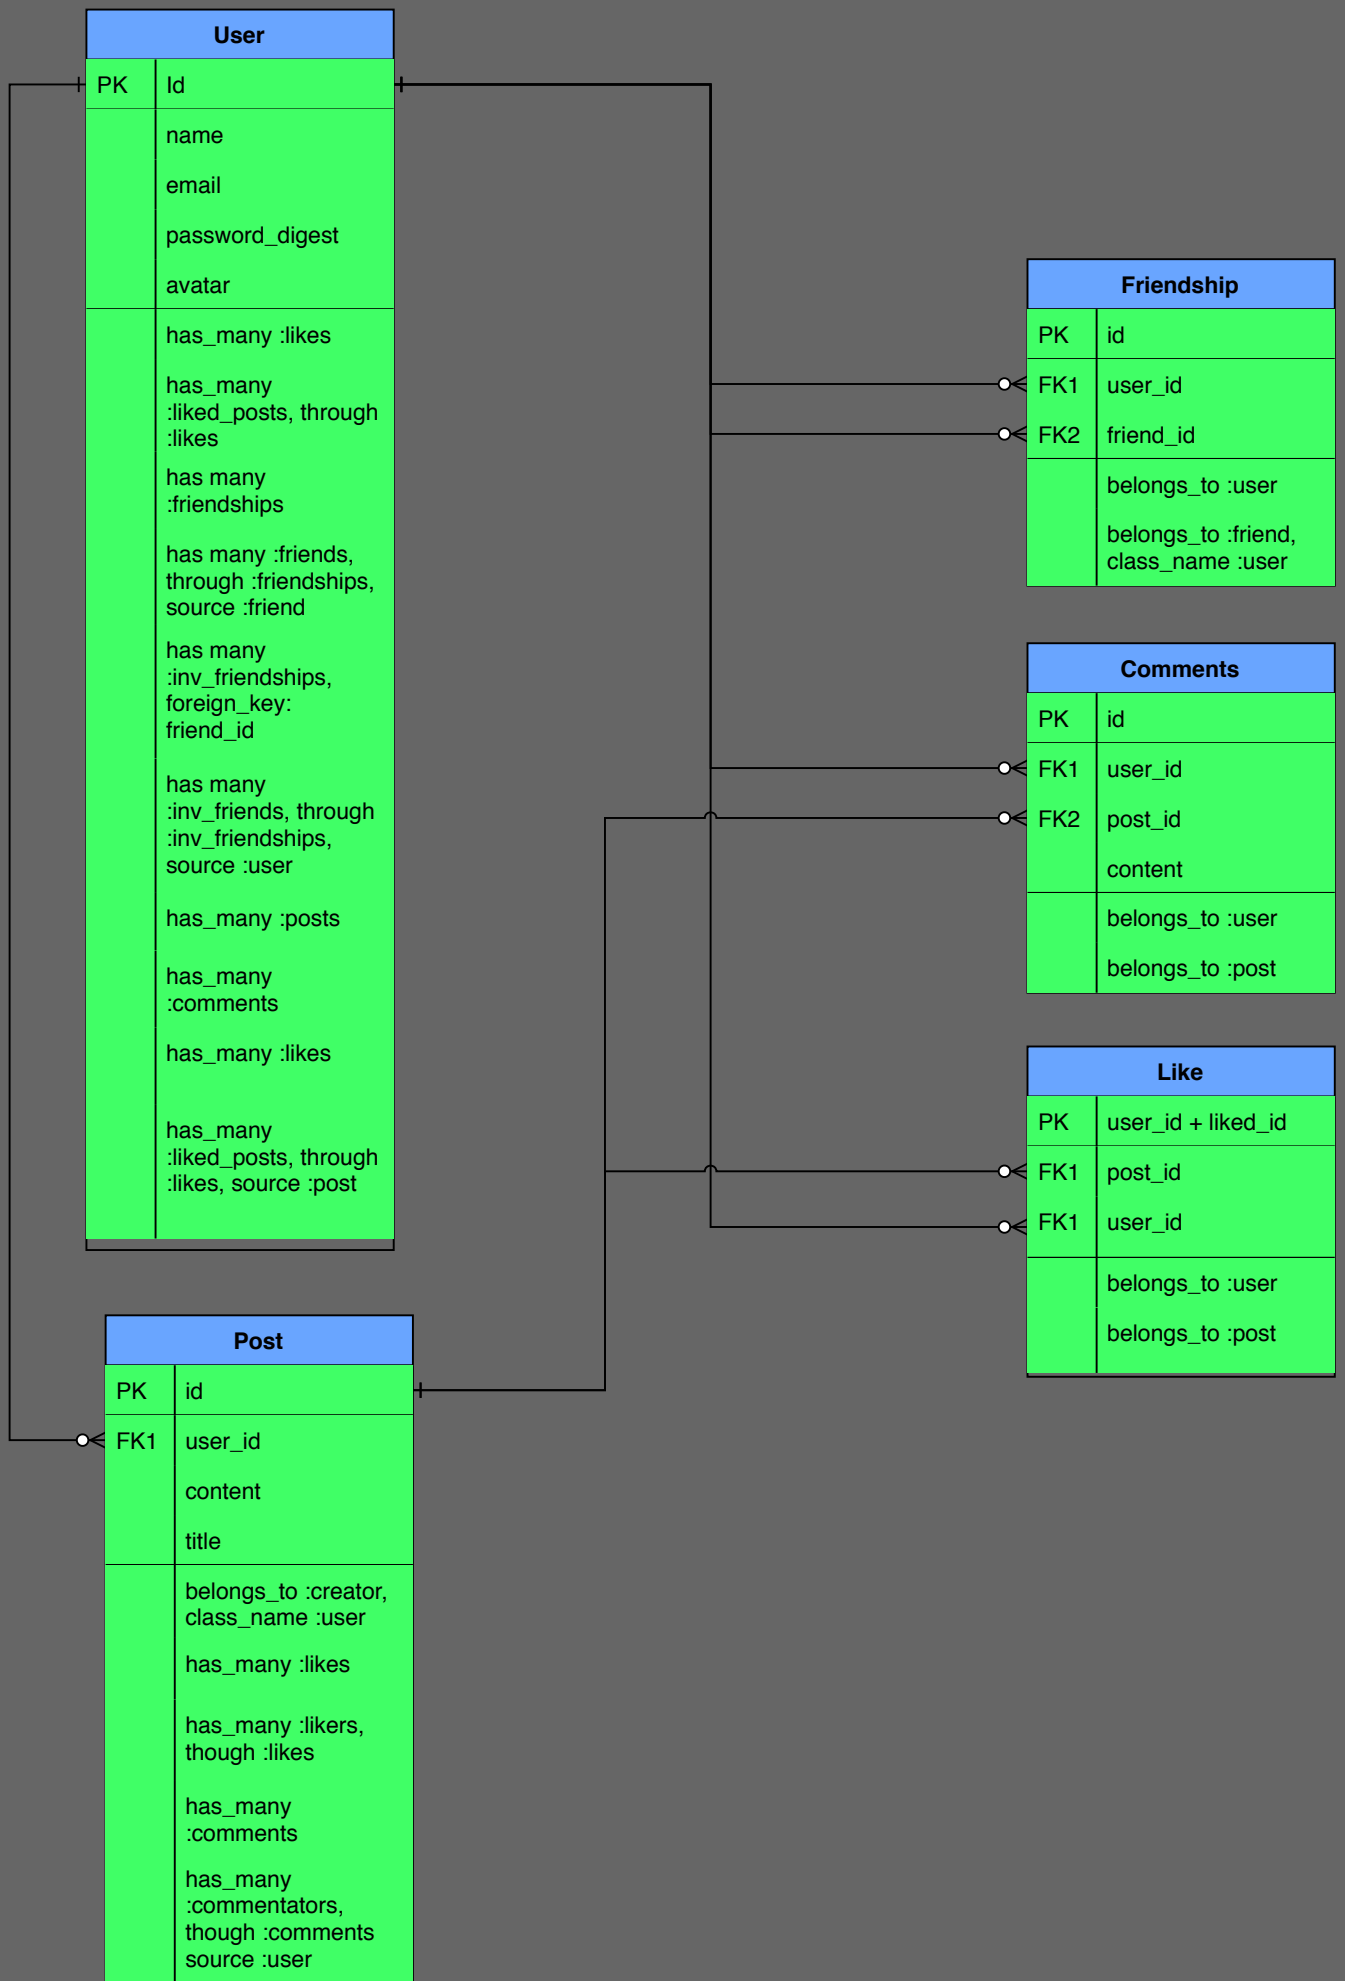 User
PK Id
name
email
password_digest
avatar
has_many :likes
has_many
:liked_posts, through
:likes
has many
:friendships
has many :friends,
through :friendships,
source :friend
has many
:inv_friendships,
foreign_key:
friend_id
has many
:inv_friends, through
:inv_friendships,
source :user
has_many :posts
has_many
:comments
has_many :likes
has_many
:liked_posts, through
:likes, source :post
Friendship
PK id
FK1 user_id
FK2 friend_id
belongs_to :user
belongs_to :friend,
class_name :user
Comments
PK id
FK1 user_id
FK2 post_id
content
belongs_to :user
belongs_to :post
Like
PK user_id + liked_id
FK1 post_id
FK1 user_id
belongs_to :user
belongs_to :post
Post
PK id
FK1 user_id
content
title
belongs_to :creator,
class_name :user
has_many :likes
has_many :likers,
though :likes
has_many
:comments
has_many
:commentators,
though :comments
source :user